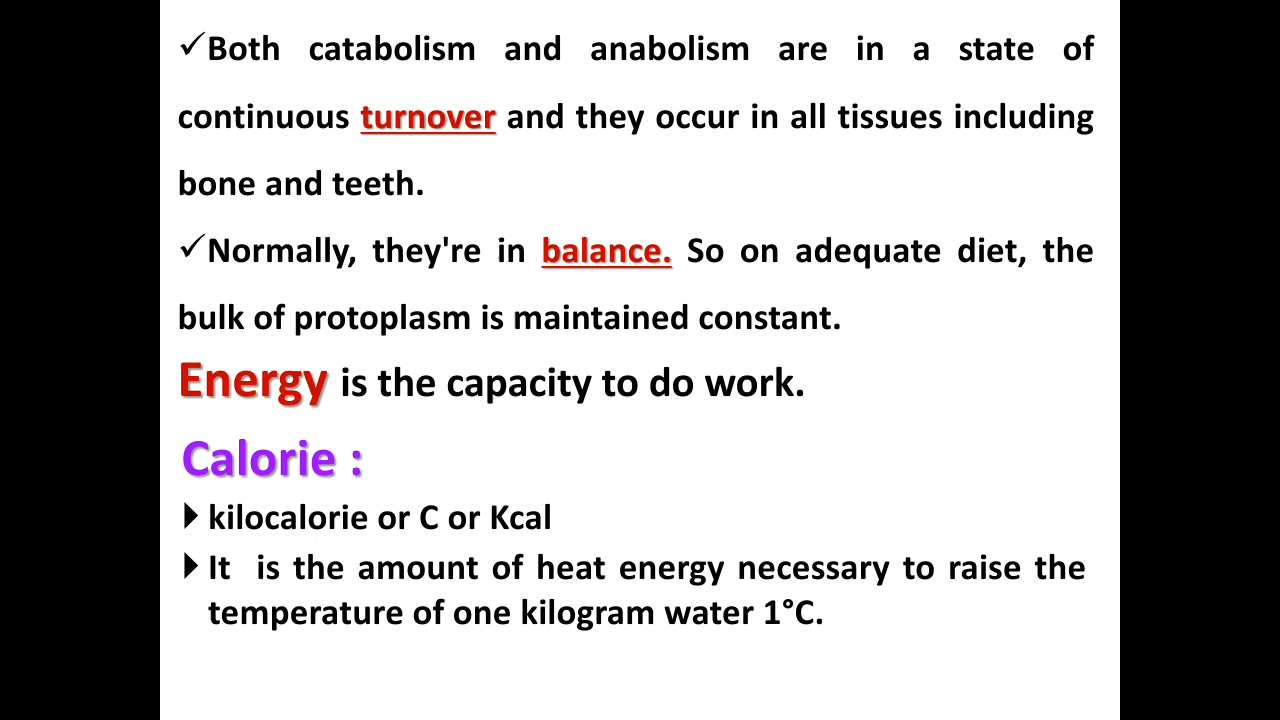 ✓Both catabolism and anabolism are in a state of
continuous turnover and they occur in all tissues including
bone and teeth.
✓Normally, they're in balance. So on adequate diet, the
bulk of protoplasm is maintained constant.
Energy is the capacity to do work.
Calorie :
kilocalorie or C or Kcal
It is the amount of heat energy necessary to raise the
temperature of one kilogram water 1°C.